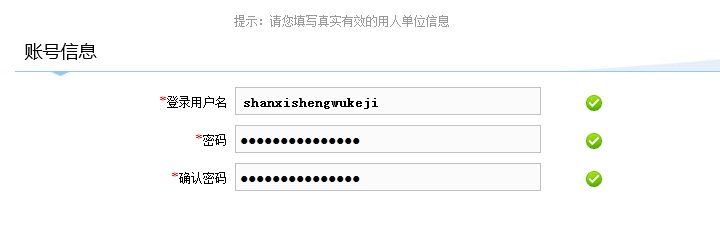 提示：请您填写真实有效的用人单位信息
账号信息
*登录用户名 shanxishengwukeji
*密码 ●●●●●●●●●●●●●●●
*确认密码 ●●●●●●●●●●●●●●●